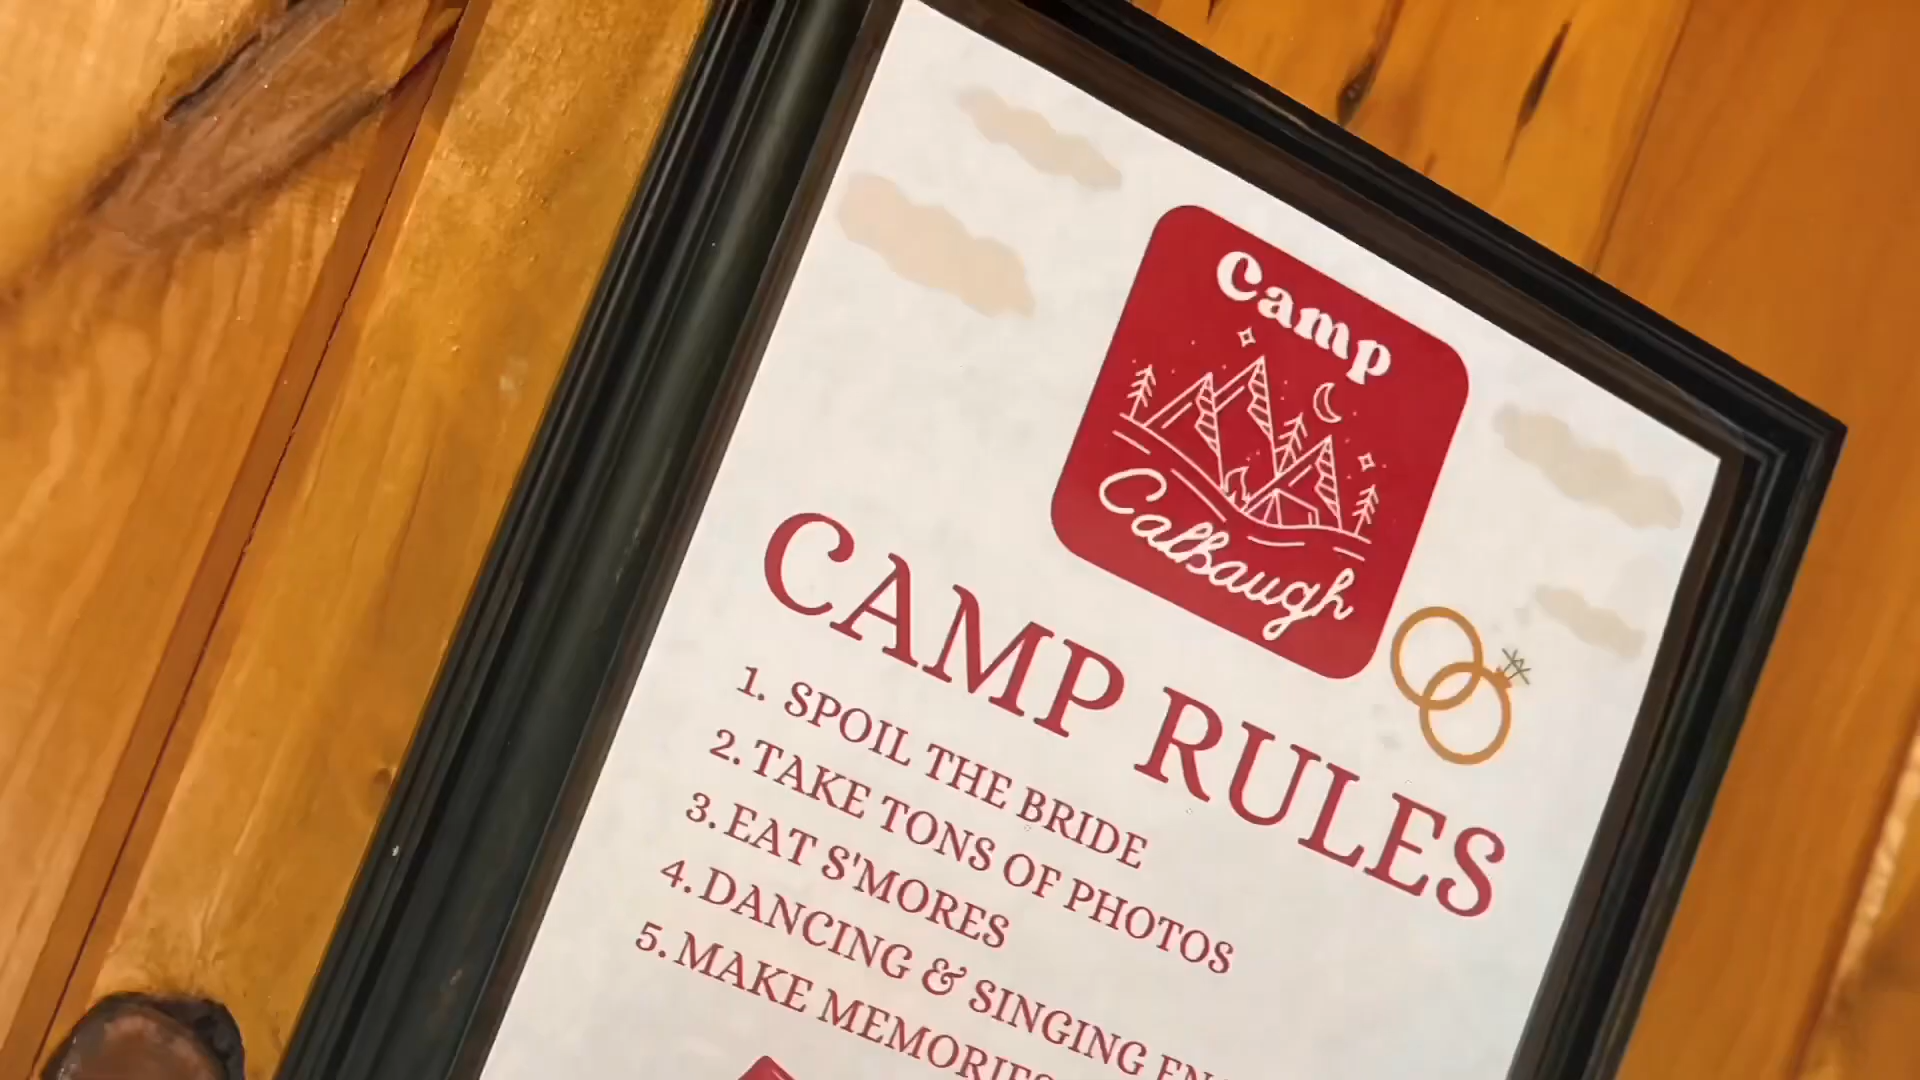 Camp
Calbaugh
CAMP RULES
1. SPOIL THE BRIDE
2. TAKE TONS OF PHOTOS
3. EAT S'MORES
4. DANCING & SINGING
5. MAKE MEMORIES